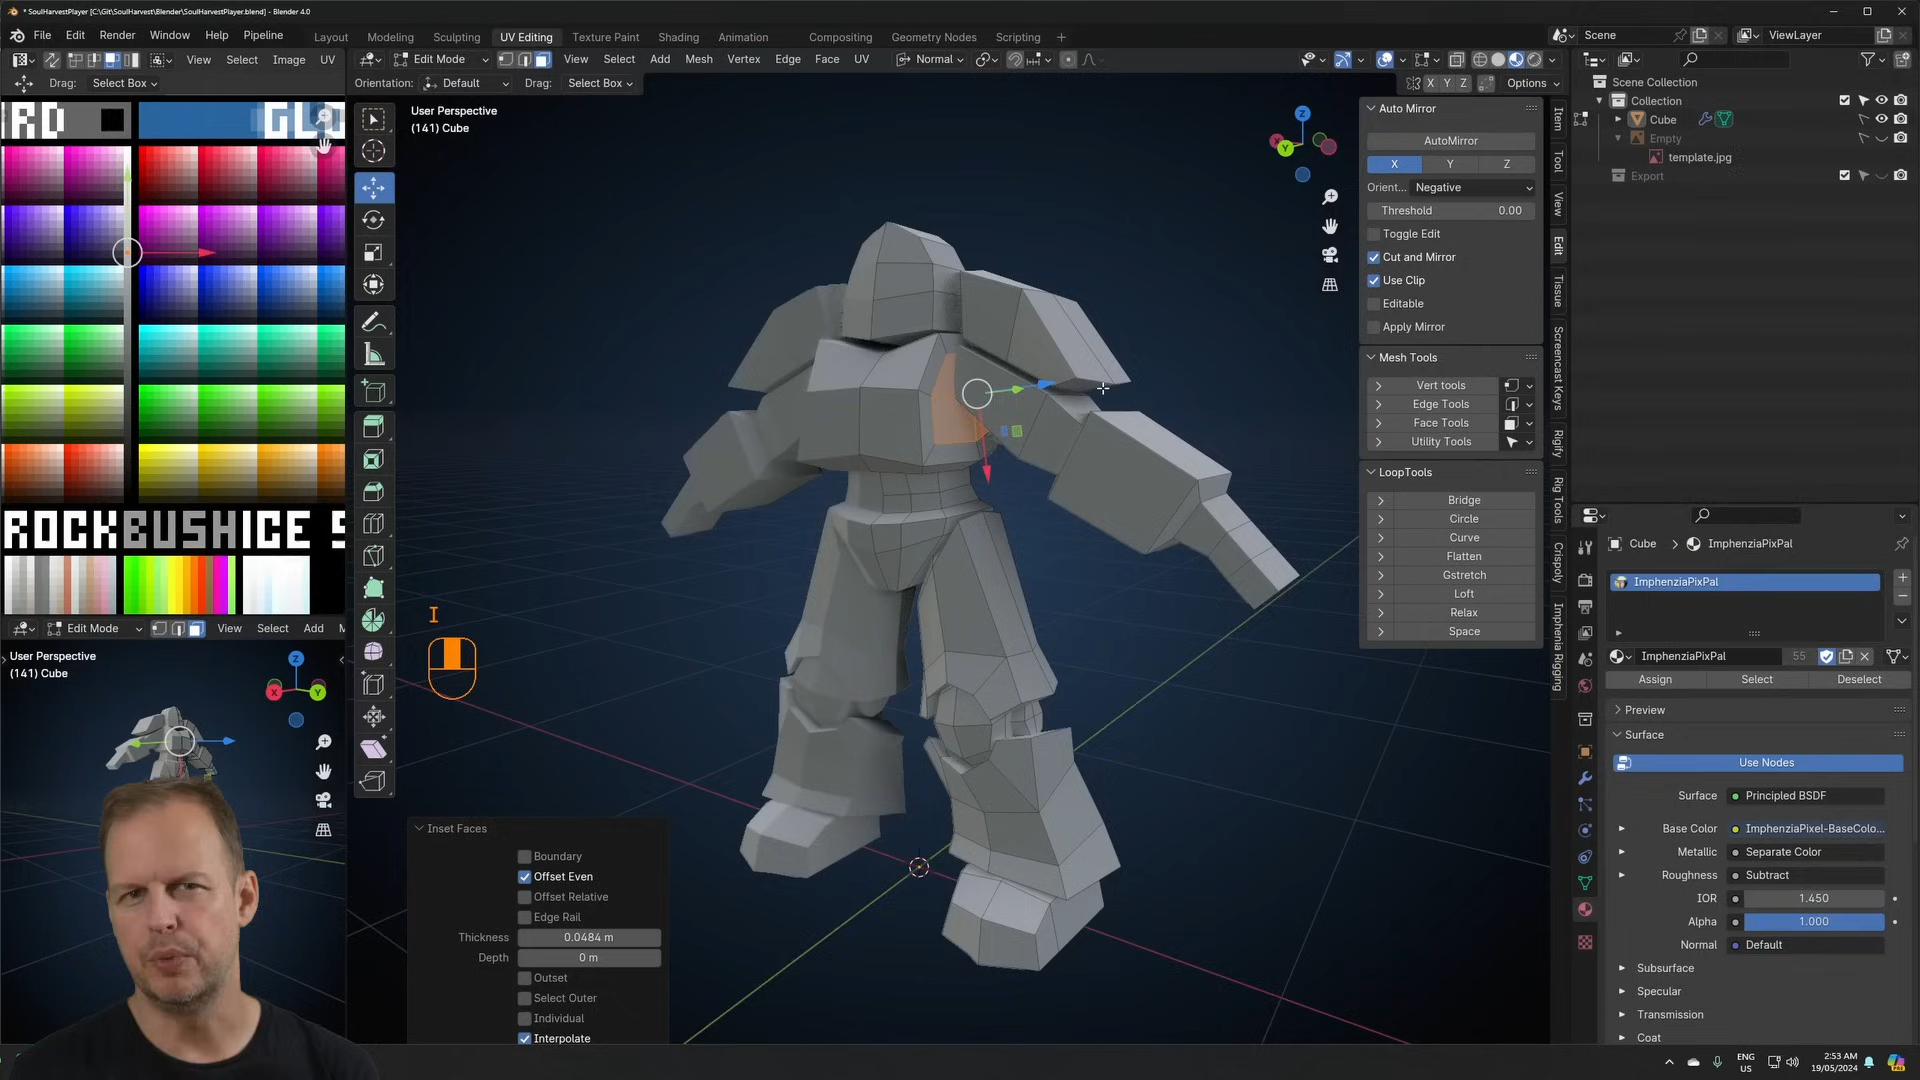 * SoulHarvestPlayer [C:\Git\SoulHarvest\Blender\SoulHarvestPlayer.blend] - Blender 4.0
File Edit Render Window Help Pipeline Layout Modeling Sculpting UV Editing Texture Paint Shading Animation Compositing Geometry Nodes Scripting + Scene ViewLayer
View Select Image UV Edit Mode View Select Add Mesh Vertex Edge Face UV Normal
Drag: Select Box Orientation: Default Drag: Select Box X Y Z Options
RD
User Perspective
(141) Cube
Z
Y
Auto Mirror
AutoMirror
X Y Z
Orient... Negative
Threshold 0.00
Toggle Edit
Cut and Mirror
Use Clip
Editable
Apply Mirror
Mesh Tools
Vert tools
Edge Tools
Face Tools
Utility Tools
LoopTools
Bridge
Circle
Curve
Flatten
Gstretch
Loft
Relax
Space
Item
Tool
View
Edit
Tissue
Screencast Keys
Rigify
Rig Tools
Crispoly
Imphenzia Rigging
Scene Collection
Collection
Cube
Empty
template.jpg
Export
ROCK BUSH ICE S
Edit Mode View Select Add M
User Perspective
(141) Cube
Z
X Y
I
Inset Faces
Boundary
Offset Even
Offset Relative
Edge Rail
Thickness 0.0484 m
Depth 0 m
Outset
Select Outer
Individual
Interpolate
Cube > ImphenziaPixPal
ImphenziaPixPal
ImphenziaPixPal 55
Assign Select Deselect
Preview
Surface
Use Nodes
Surface Principled BSDF
Base Color ImphenziaPixel-BaseColo...
Metallic Separate Color
Roughness Subtract
IOR 1.450
Alpha 1.000
Normal Default
Subsurface
Specular
Transmission
Coat
ENG
US
2:53 AM
19/05/2024